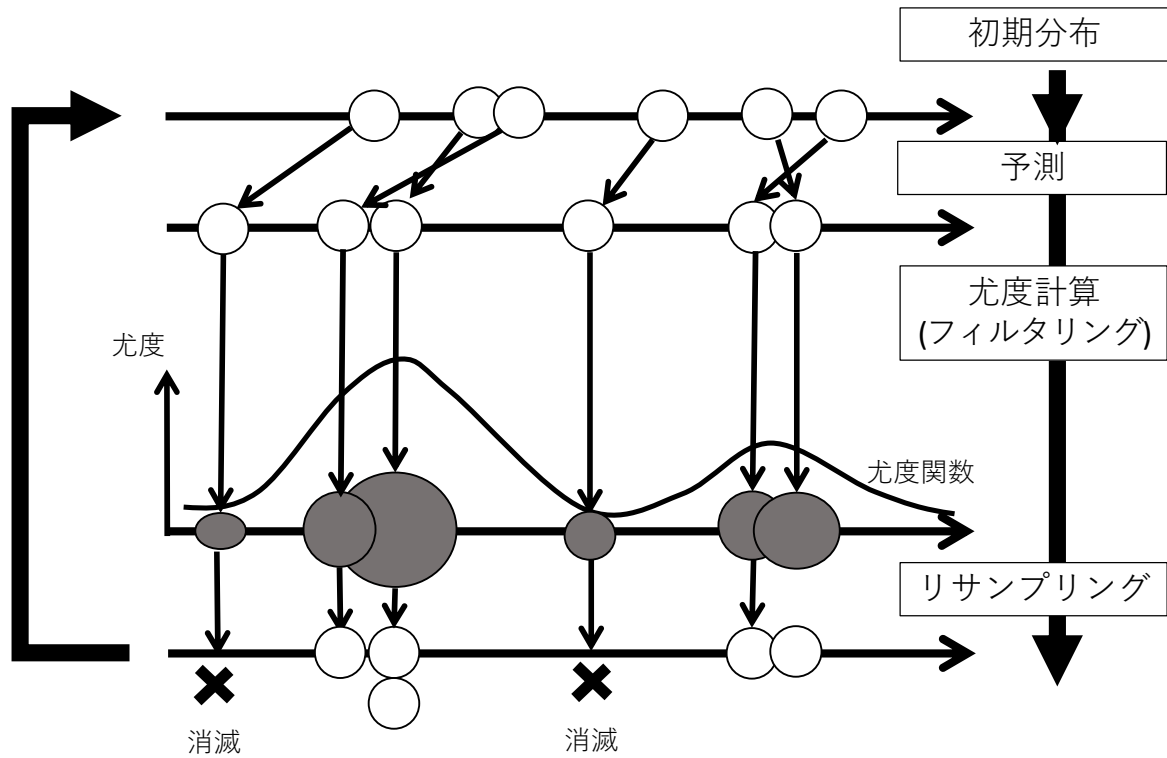 初期分布
予測
尤度計算
(フィルタリング)
尤度
尤度関数
リサンプリング
消滅
消滅